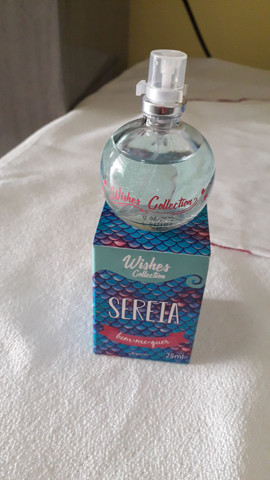 Wishes Collection
Wishes
Collection
SEREIA
bem-me-quer
25ml